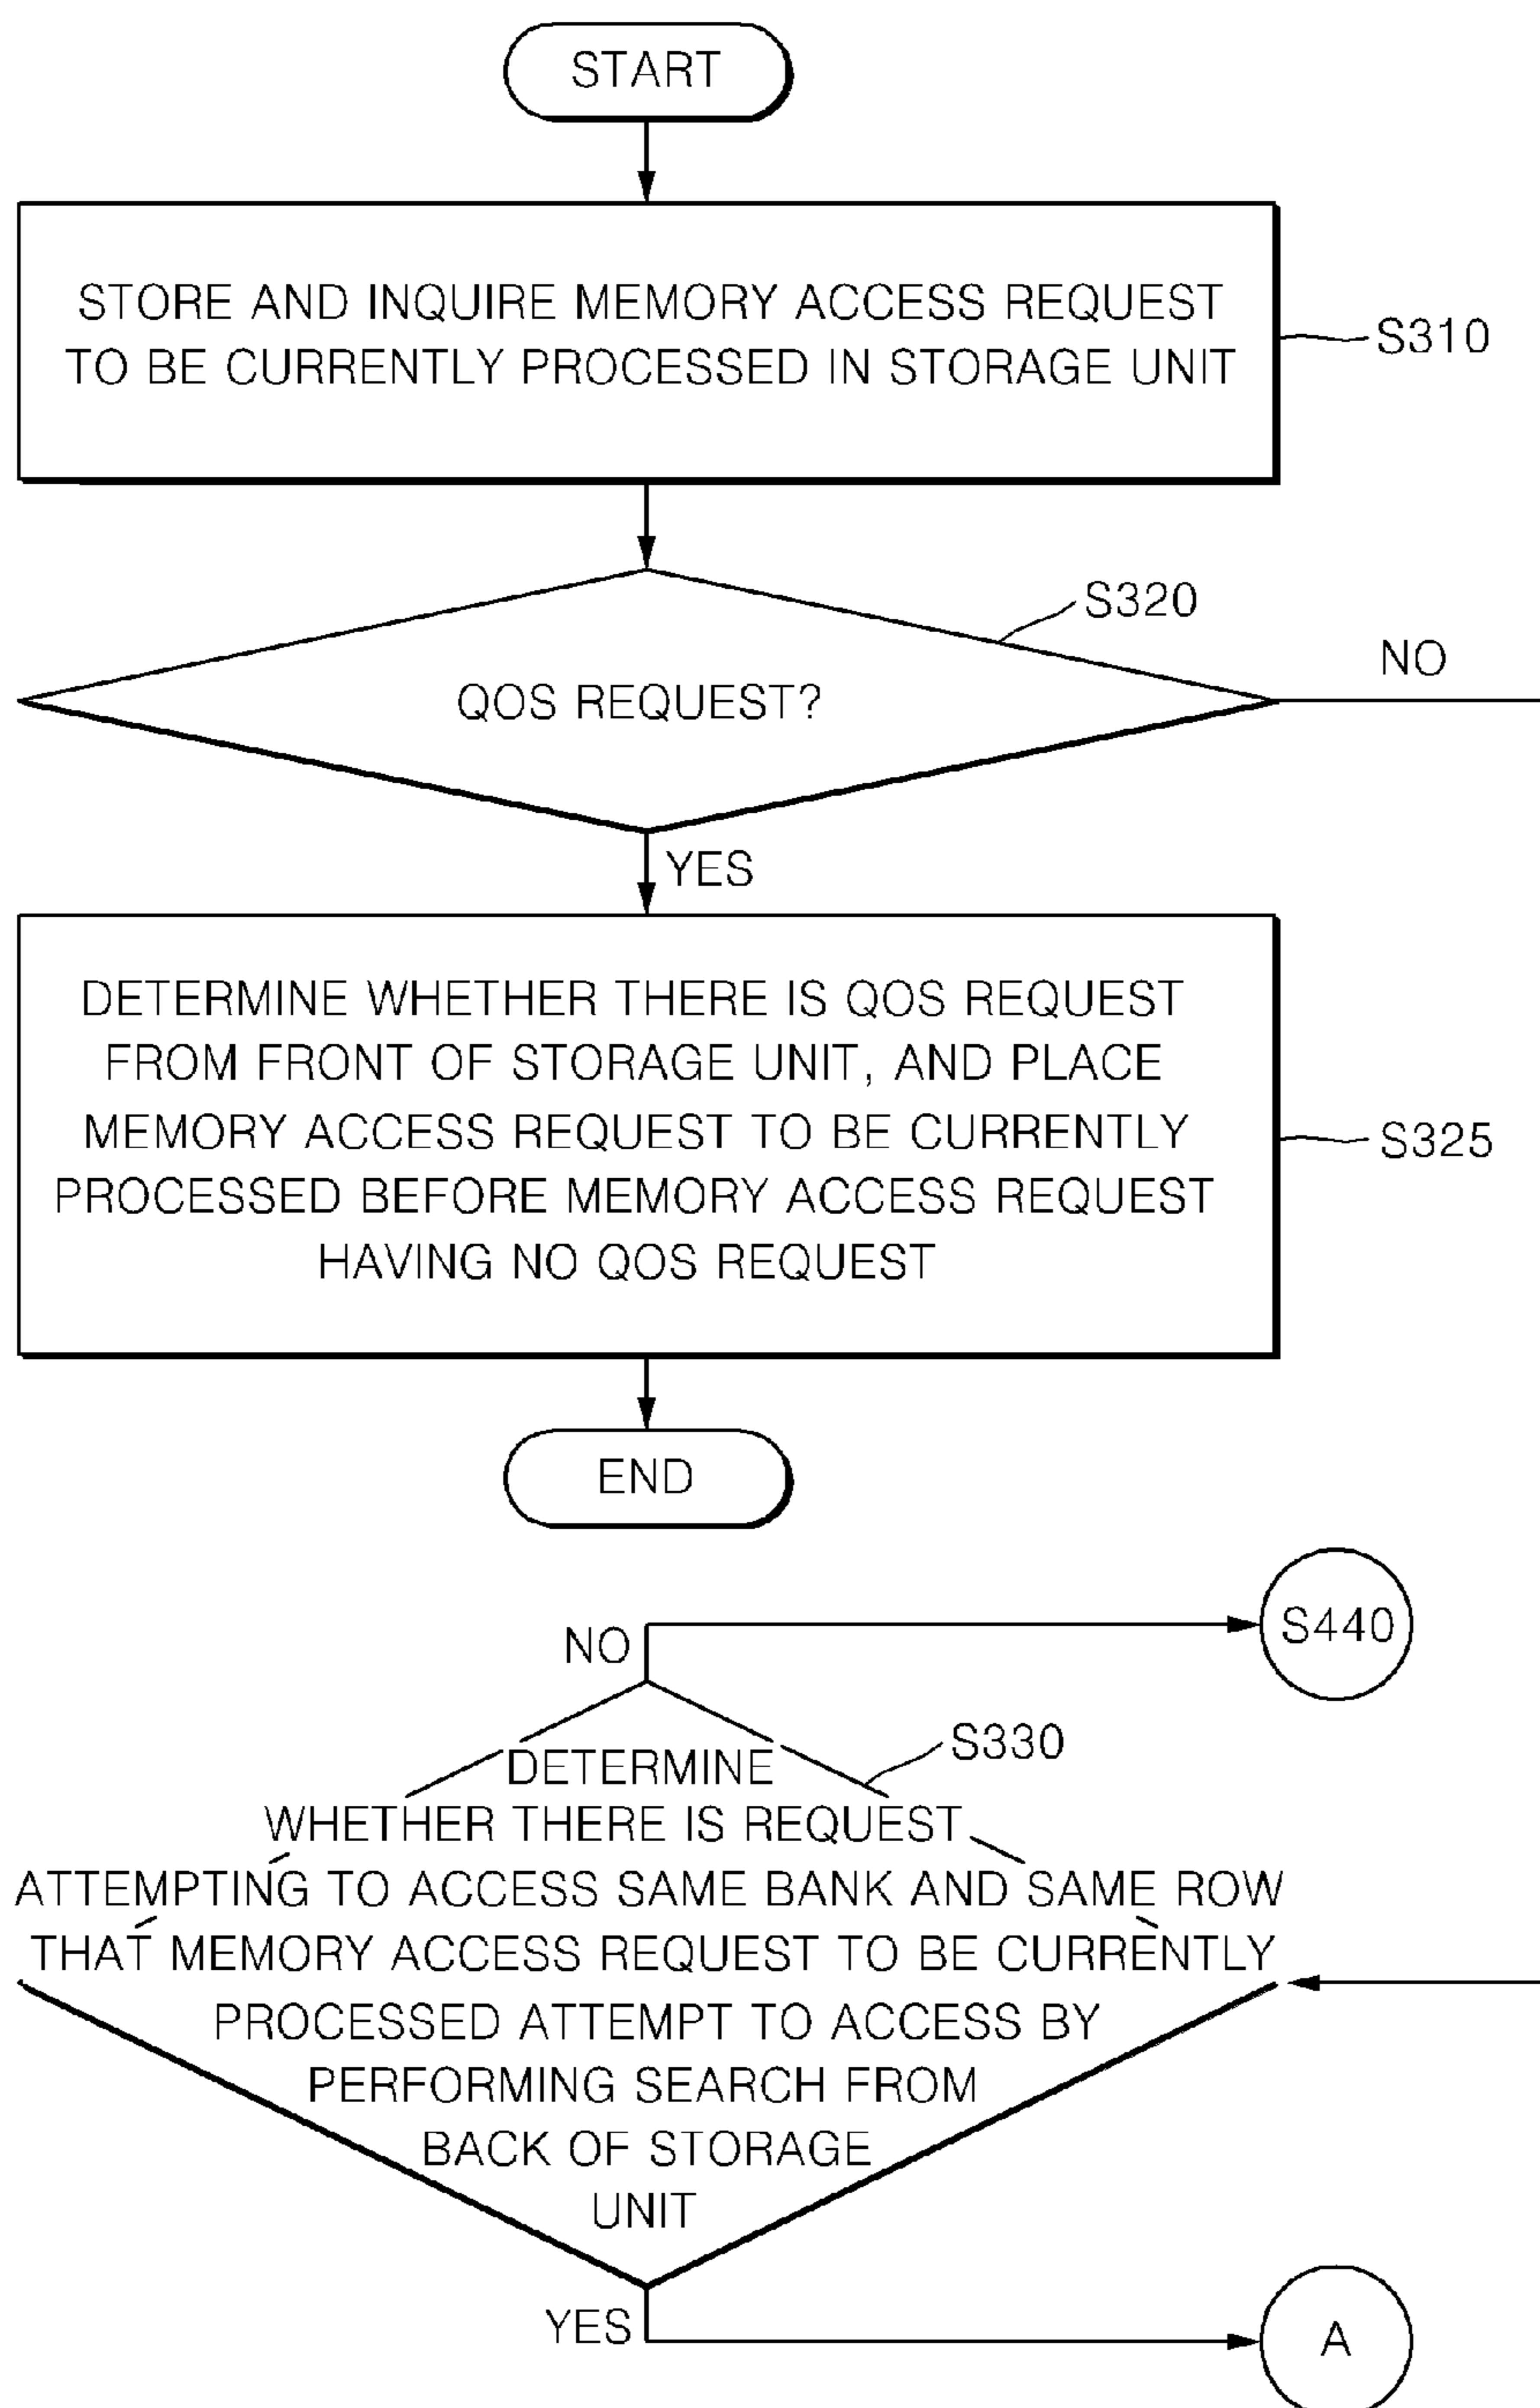 START
STORE AND INQUIRE MEMORY ACCESS REQUEST
TO BE CURRENTLY PROCESSED IN STORAGE UNIT
S310
S320
NO
QOS REQUEST?
YES
DETERMINE WHETHER THERE IS QOS REQUEST
FROM FRONT OF STORAGE UNIT, AND PLACE
MEMORY ACCESS REQUEST TO BE CURRENTLY
PROCESSED BEFORE MEMORY ACCESS REQUEST
HAVING NO QOS REQUEST
S325
END
NO
S440
S330
DETERMINE
WHETHER THERE IS REQUEST
ATTEMPTING TO ACCESS SAME BANK AND SAME ROW
THAT MEMORY ACCESS REQUEST TO BE CURRENTLY
PROCESSED ATTEMPT TO ACCESS BY
PERFORMING SEARCH FROM
BACK OF STORAGE
UNIT
YES
A